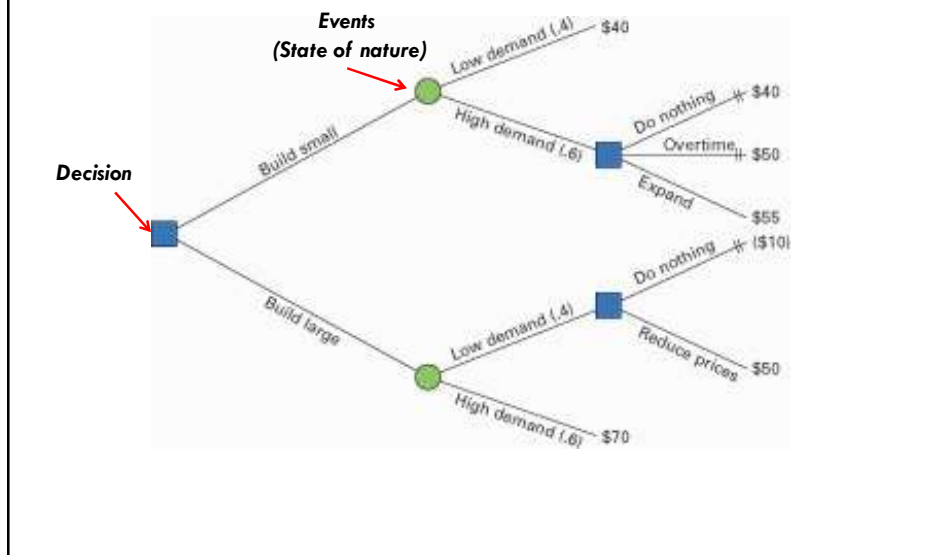 Events
(State of nature)
Low demand (.4)
$40
Do nothing
$40
High demand (.6)
Overtime
$50
Build small
Expand
$55
Decision
Do nothing
($10)
Build large
Low demand (.4)
Reduce prices
$50
High demand (.6)
$70